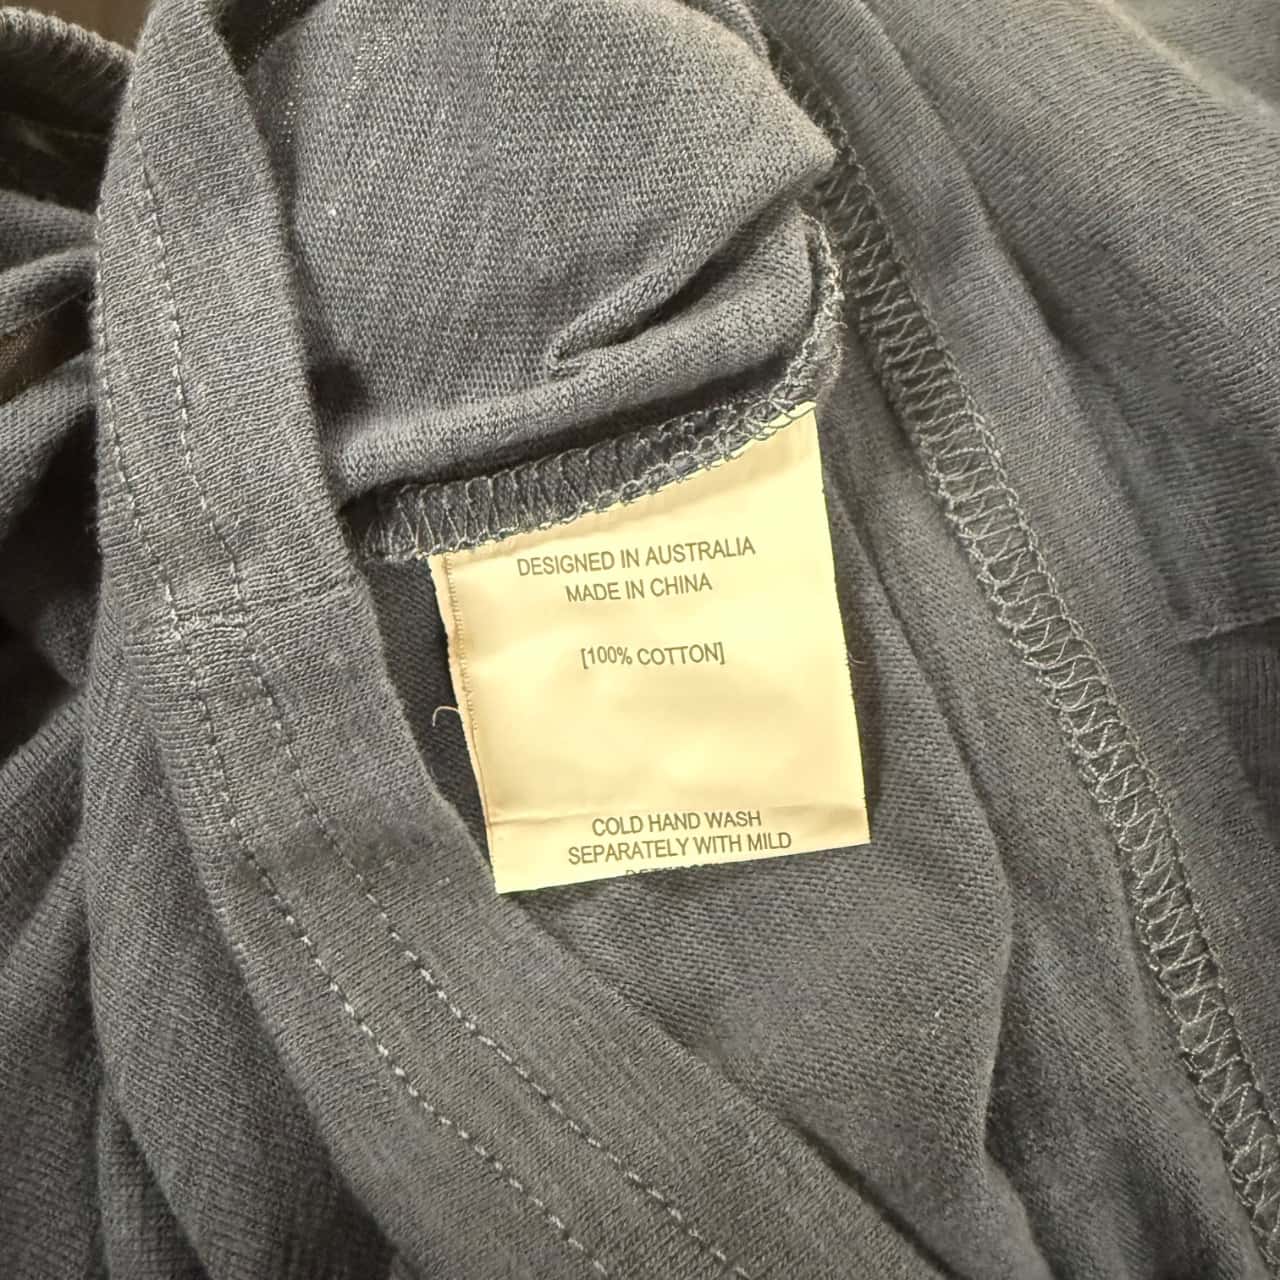 DESIGNED IN AUSTRALIA
MADE IN CHINA
[100% COTTON]
COLD HAND WASH
SEPARATELY WITH MILD